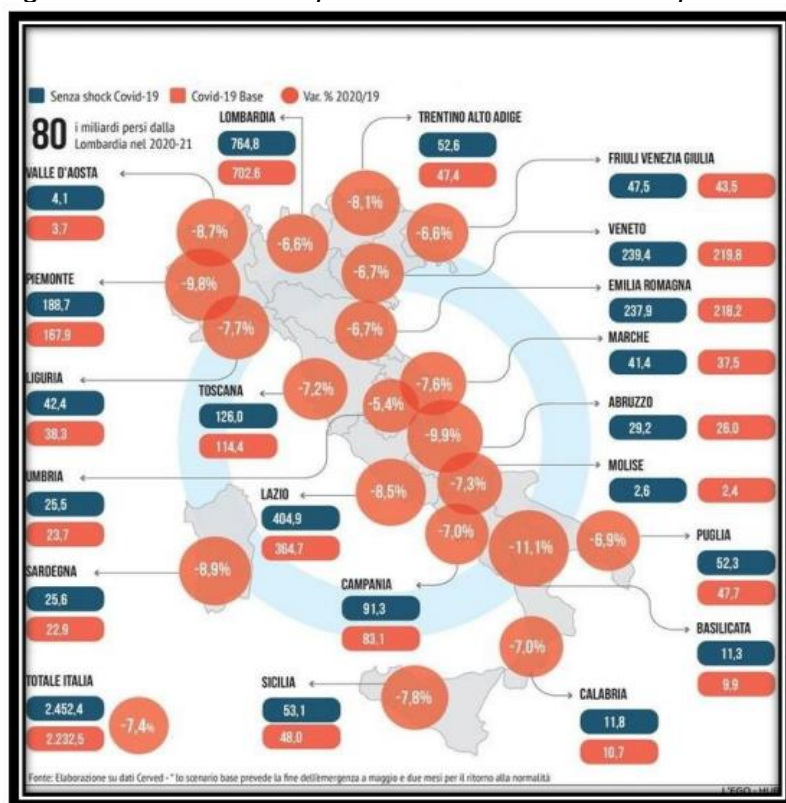 Senza shock Covid-19 Covid-19 Base Var. % 2020/19
80 i miliardi persi dalla
Lombardia nel 2020-21
LOMBARDIA
764,8
702,6
TRENTINO ALTO ADIGE
52,6
47,4
FRIULI VENEZIA GIULIA
47,5 43,5
VALLE D'AOSTA
4,1
3,7
VENETO
239,4 219,8
PIEMONTE
188,7
167,9
EMILIA ROMAGNA
237,9 218,2
MARCHE
41,4 37,5
LIGURIA
42,4
38,3
TOSCANA
126,0
114,4
ABRUZZO
29,2 26,0
MOLISE
2,6 2,4
UMBRIA
25,5
23,7
LAZIO
404,9
364,7
PUGLIA
52,3
47,7
SARDEGNA
25,6
22,9
CAMPANIA
91,3
83,1
BASILICATA
11,3
9,9
TOTALE ITALIA
2.452,4
2.232,5
-7,4%
SICILIA
53,1
48,0
CALABRIA
11,8
10,7
-8,1%
-8,7%
-6,6%
-6,6%
-9,8%
-6,7%
-7,7%
-6,7%
-7,2%
-7,6%
-5,4%
-9,9%
-8,5%
-7,3%
-7,0%
-11,1%
-6,9%
-8,9%
-7,0%
-7,8%
Fonte: Elaborazione su dati Cerved - * lo scenario base prevede la fine dell'emergenza a maggio e due mesi per il ritorno alla normalità
L'EGO - HUB